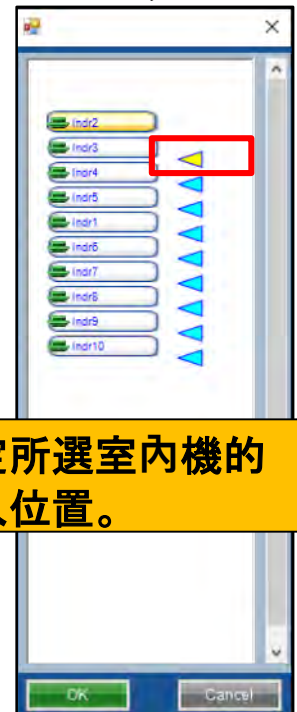 Indr2
Indr3
Indr4
Indr5
Indr1
Indr6
Indr7
Indr8
Indr9
Indr10
定所選室內機的
位置。
OK
Cancel